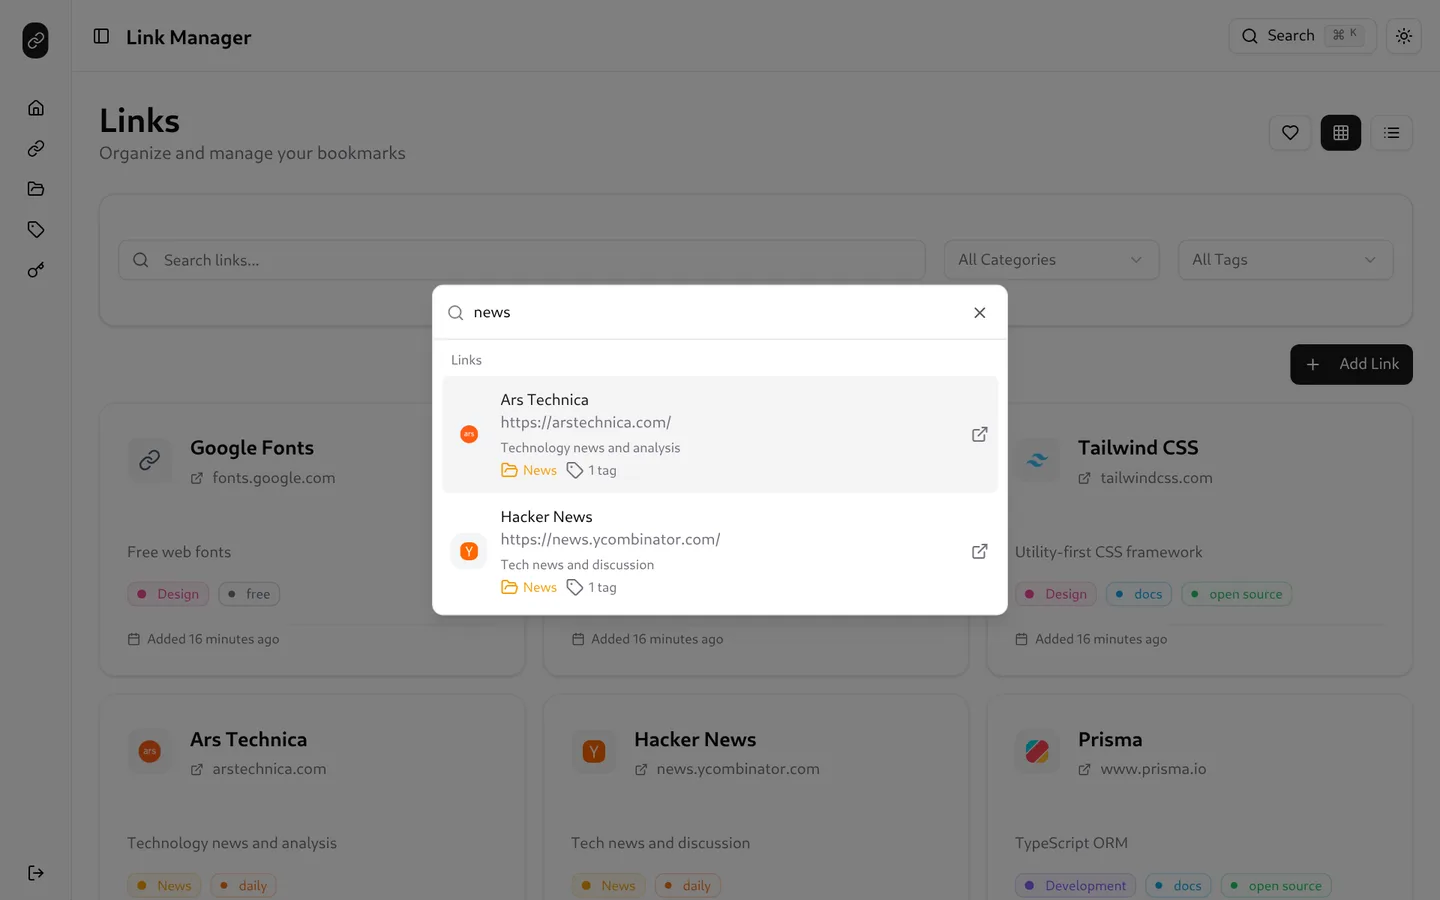 Link Manager
Search ⌘ K
Links
Organize and manage your bookmarks
Search links...
All Categories
All Tags
news
Links
Ars Technica
https://arstechnica.com/
Technology news and analysis
News 1 tag
Hacker News
https://news.ycombinator.com/
Tech news and discussion
News 1 tag
Add Link
Google Fonts
fonts.google.com
Free web fonts
Design free
Added 16 minutes ago
Added 16 minutes ago
Tailwind CSS
tailwindcss.com
Utility-first CSS framework
Design docs open source
Added 16 minutes ago
ars
Ars Technica
arstechnica.com
Technology news and analysis
News daily
Y
Hacker News
news.ycombinator.com
Tech news and discussion
News daily
Prisma
www.prisma.io
TypeScript ORM
Development docs open source